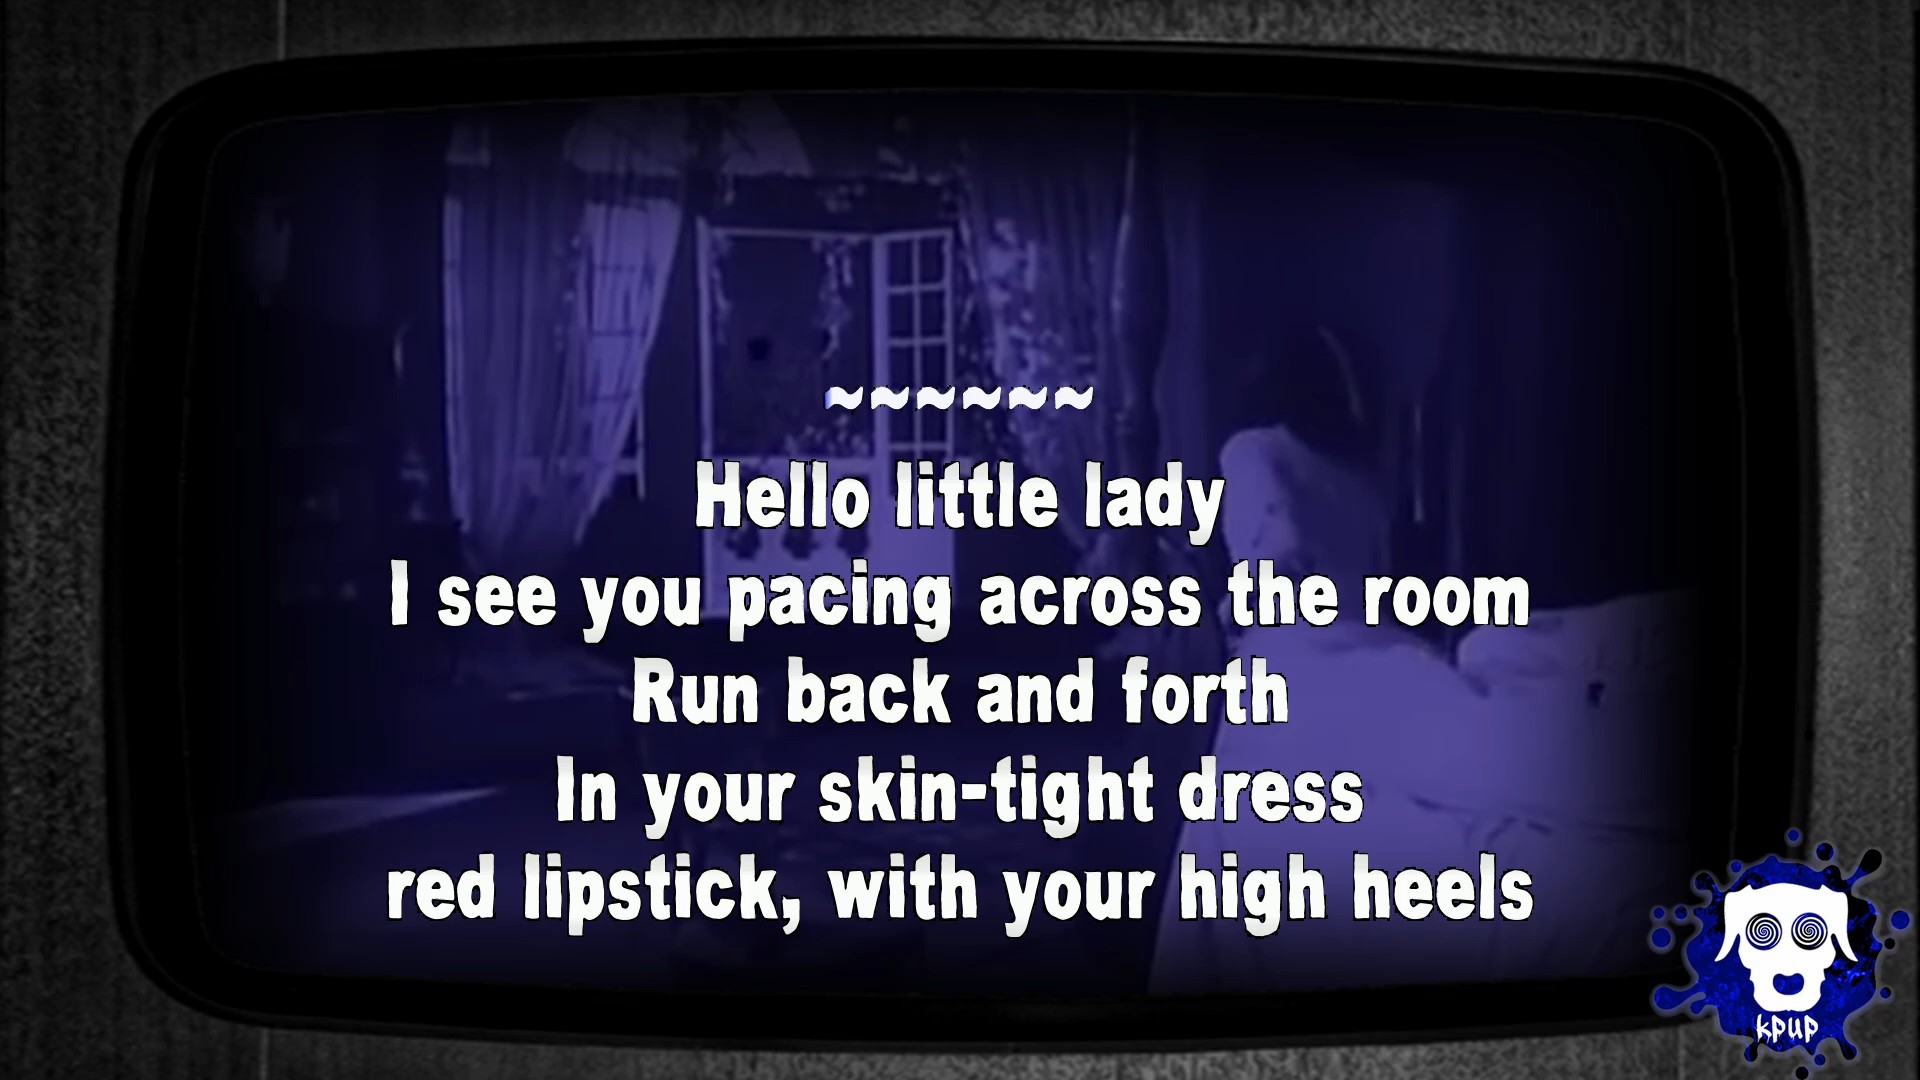 ~~~~~~
Hello little lady
I see you pacing across the room
Run back and forth
In your skin-tight dress
red lipstick, with your high heels
kpup